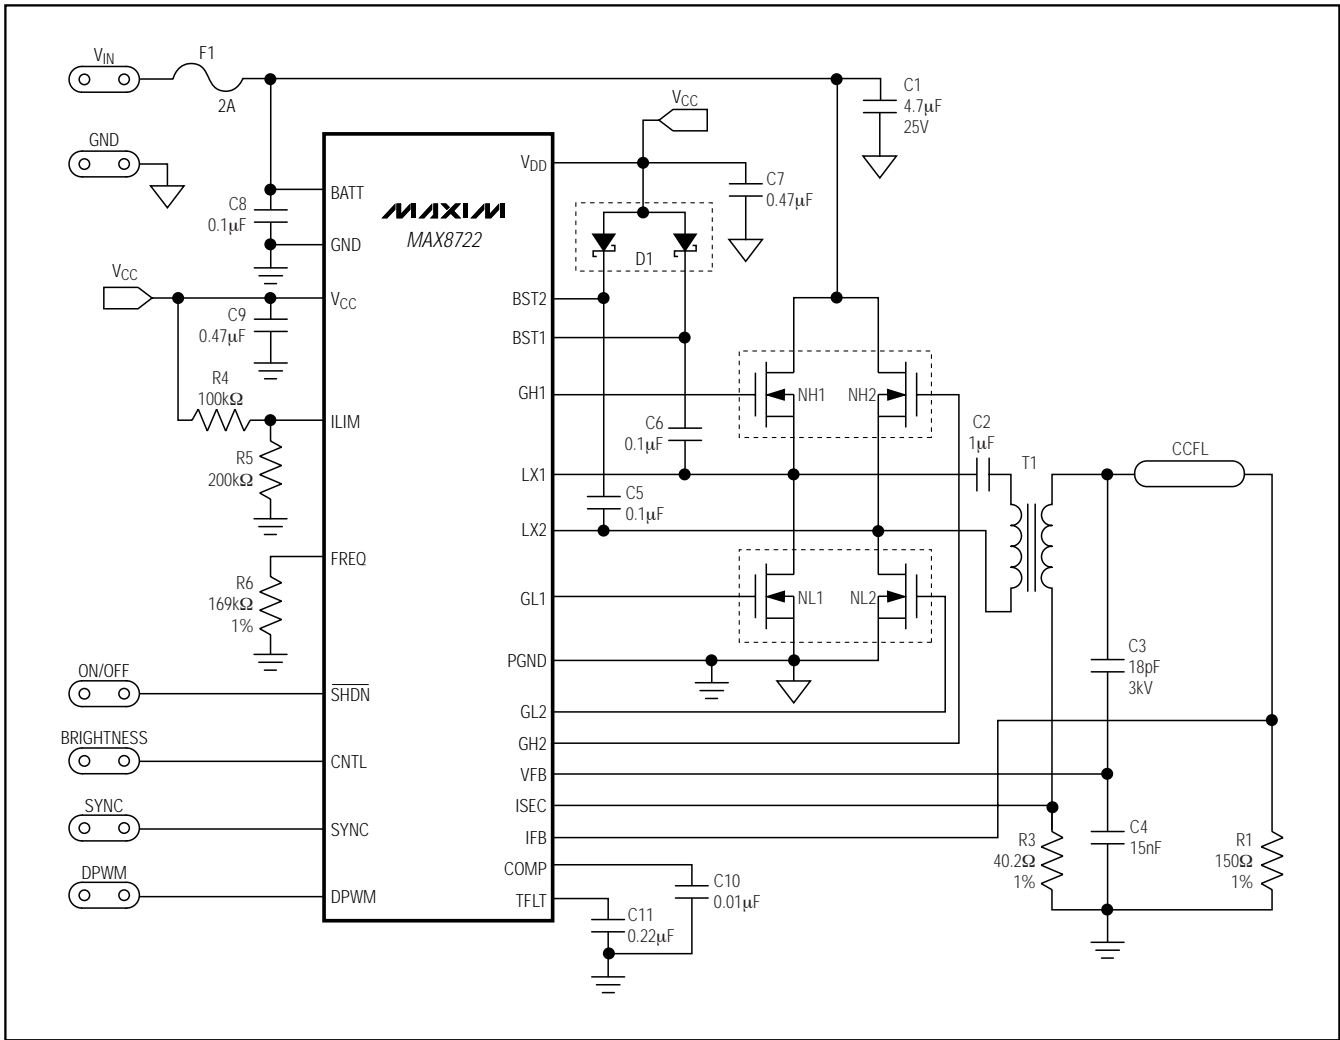 VIN
F1
2A
GND
VCC
C1
4.7µF
25V
BATT
C8
0.1µF
GND
VCC
VCC
C9
0.47µF
R4
100kΩ
ILIM
R5
200kΩ
FREQ
R6
169kΩ
1%
ON/OFF
SHDN
BRIGHTNESS
CNTL
SYNC
SYNC
DPWM
DPWM
MAXIM
MAX8722
VDD
C7
0.47µF
D1
BST2
BST1
GH1
NH1
NH2
C6
0.1µF
C2
1µF
LX1
T1
CCFL
C5
0.1µF
LX2
GL1
NL1
NL2
PGND
C3
18pF
3kV
GL2
GH2
VFB
ISEC
IFB
R3
40.2Ω
1%
C4
15nF
R1
150Ω
1%
COMP
C10
0.01µF
TFLT
C11
0.22µF